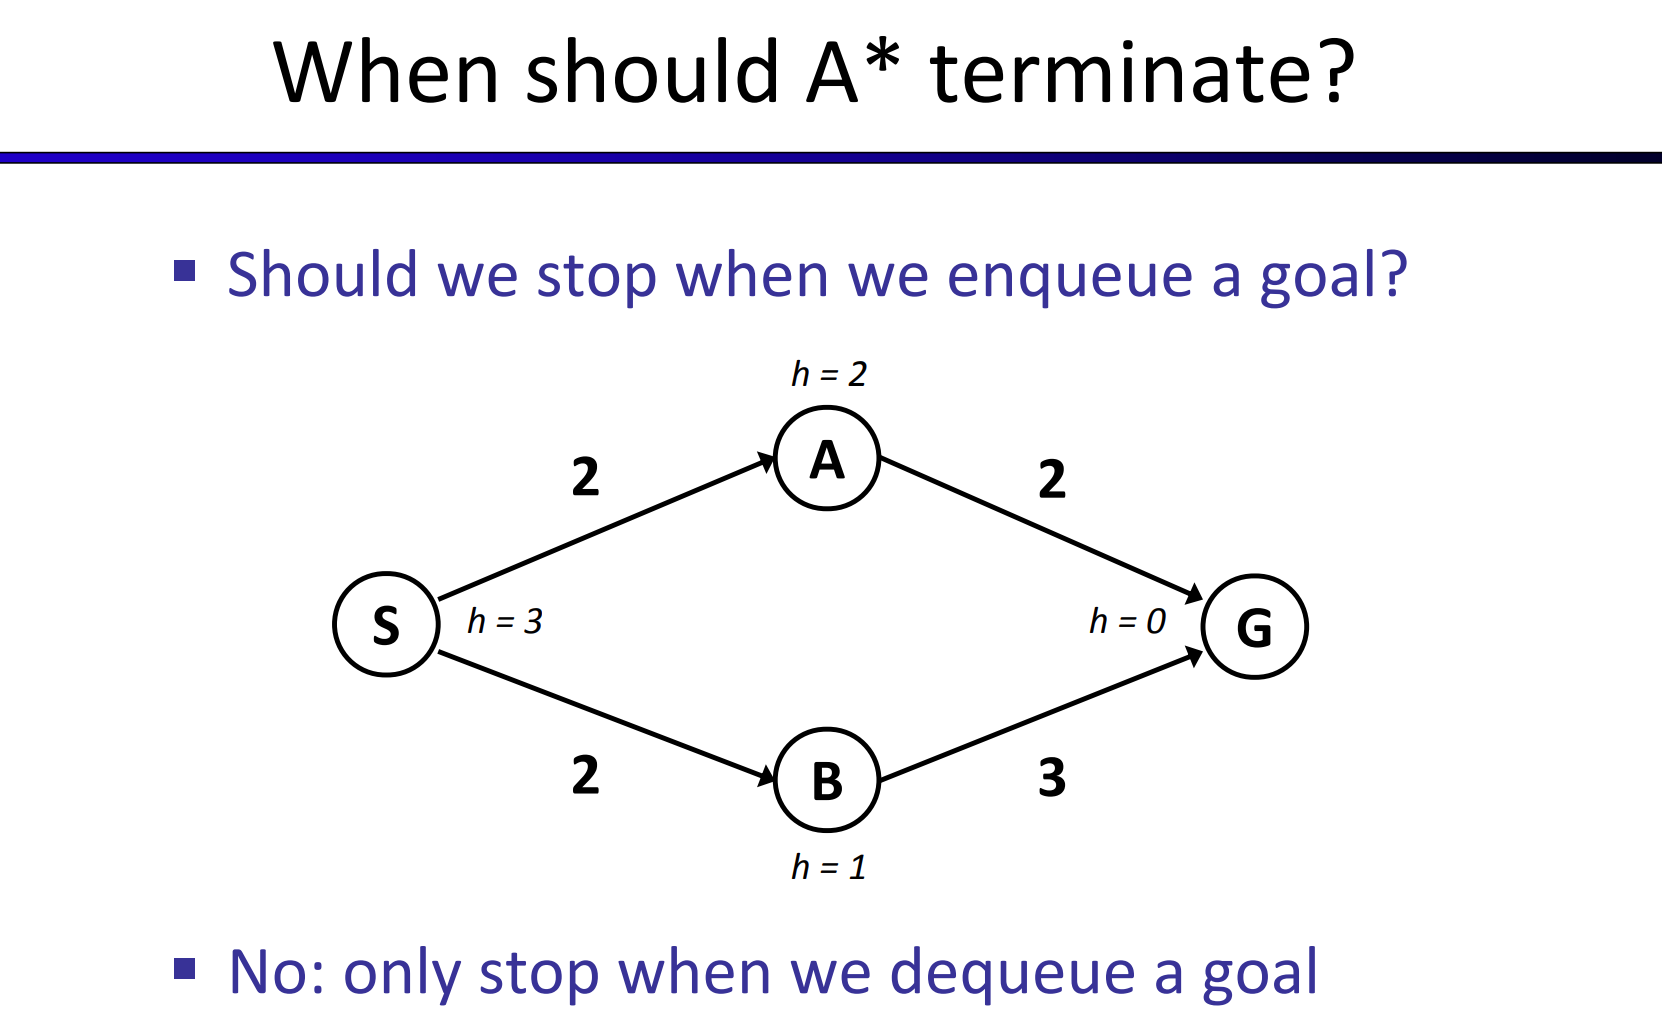 When should A* terminate?
▪ Should we stop when we enqueue a goal?
h = 2
A
2
2
S
h = 3
h = 0
G
2
B
3
h = 1
▪ No: only stop when we dequeue a goal